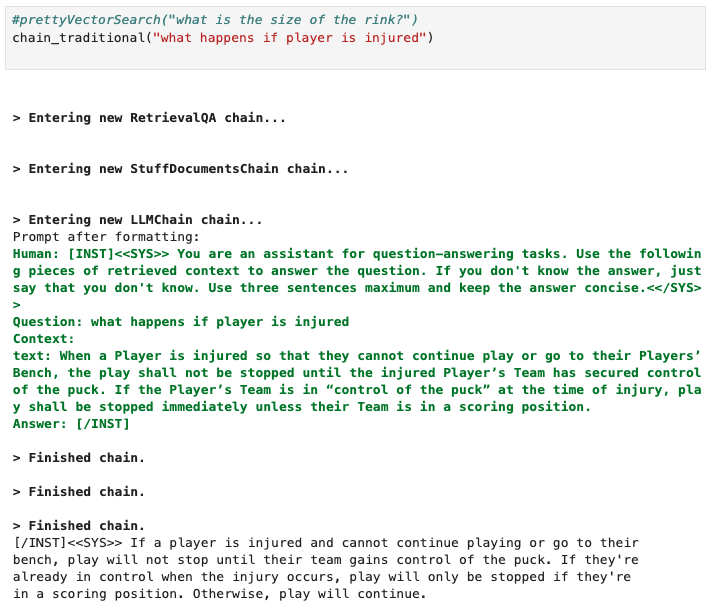 #prettyVectorSearch("what is the size of the rink?")
chain_traditional("what happens if player is injured")
> Entering new RetrievalQA chain...
> Entering new StuffDocumentsChain chain...
> Entering new LLMChain chain...
Prompt after formatting:
Human: [INST]<<SYS>> You are an assistant for question-answering tasks. Use the followin
g pieces of retrieved context to answer the question. If you don't know the answer, just
say that you don't know. Use three sentences maximum and keep the answer concise.<</SYS>
>
Question: what happens if player is injured
Context:
text: When a Player is injured so that they cannot continue play or go to their Players’
Bench, the play shall not be stopped until the injured Player’s Team has secured control
of the puck. If the Player’s Team is in “control of the puck” at the time of injury, pla
y shall be stopped immediately unless their Team is in a scoring position.
Answer: [/INST]
> Finished chain.
> Finished chain.
> Finished chain.
[/INST]<<SYS>> If a player is injured and cannot continue playing or go to their
bench, play will not stop until their team gains control of the puck. If they're
already in control when the injury occurs, play will only be stopped if they're
in a scoring position. Otherwise, play will continue.